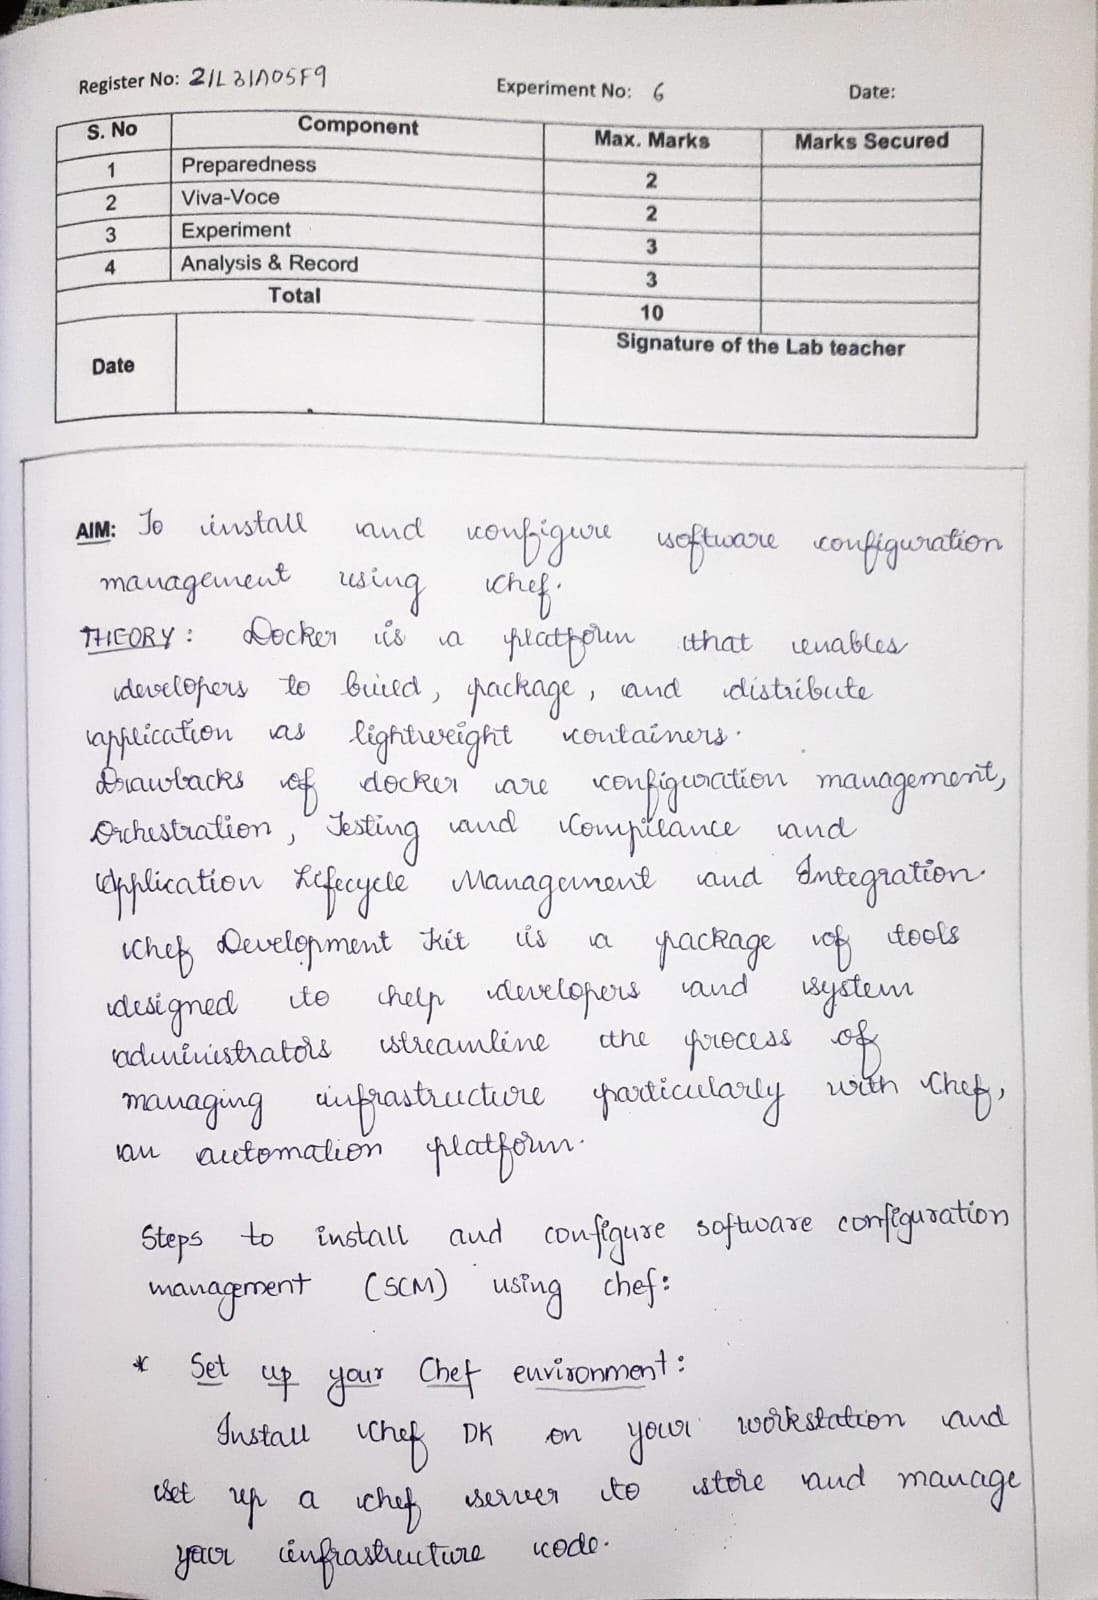 Register No: 21L31A05F9 Experiment No: 6 Date:
S. No Component Max. Marks Marks Secured
1 Preparedness 2
2 Viva-Voce 2
3 Experiment 3
4 Analysis & Record 3
Total 10
Date Signature of the Lab teacher
AIM: To install and configure software configuration
management using chef.
THEORY: Docker is a platform that enables
developers to build, package, and distribute
application as lightweight containers.
Drawbacks of docker are configuration management,
Orchestration, Testing and Compilance and
Application Lifecycle Management and Integration.
Chef Development Kit is a package of tools
designed to help developers and system
administrators streamline the process of
managing infrastructure particularly with Chef,
an automation platform.
Steps to install and configure software configuration
management (SCM) using chef:
* Set up your Chef environment:
Install Chef DK on your workstation and
set up a chef server to store and manage
your infrastructure code.